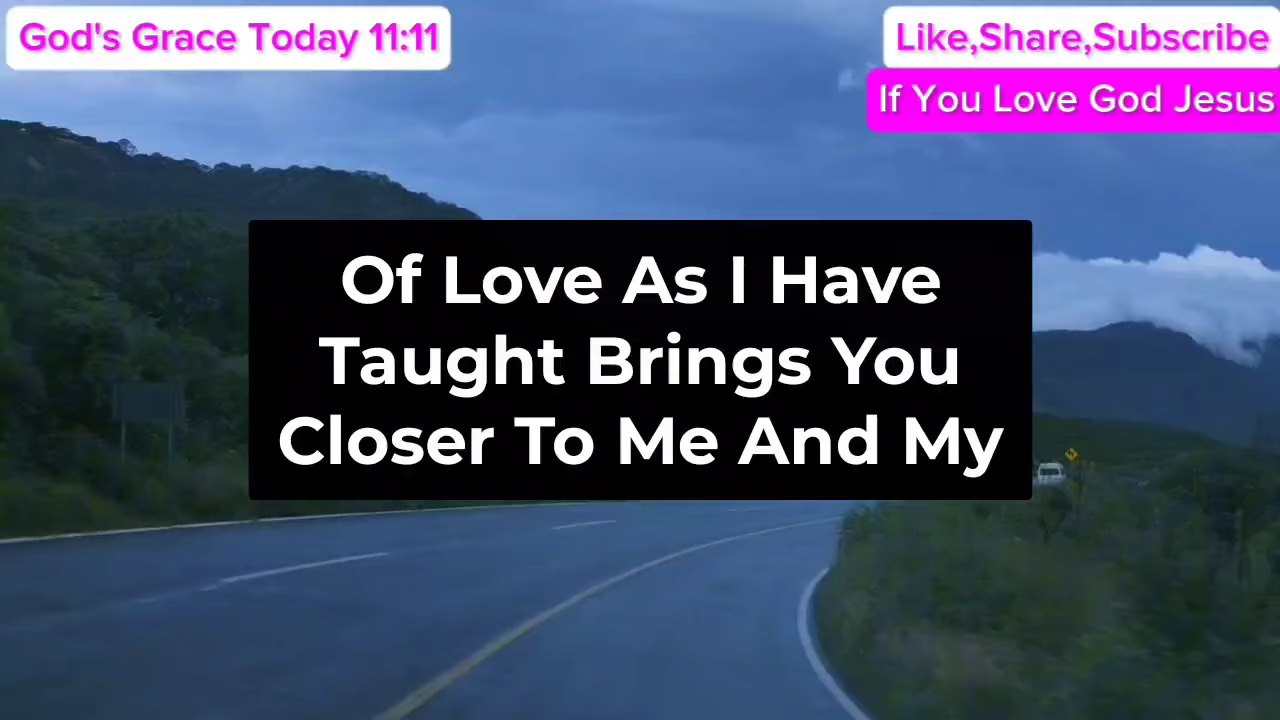 God's Grace Today 11:11
Like,Share,Subscribe
If You Love God Jesus
Of Love As I Have
Taught Brings You
Closer To Me And My